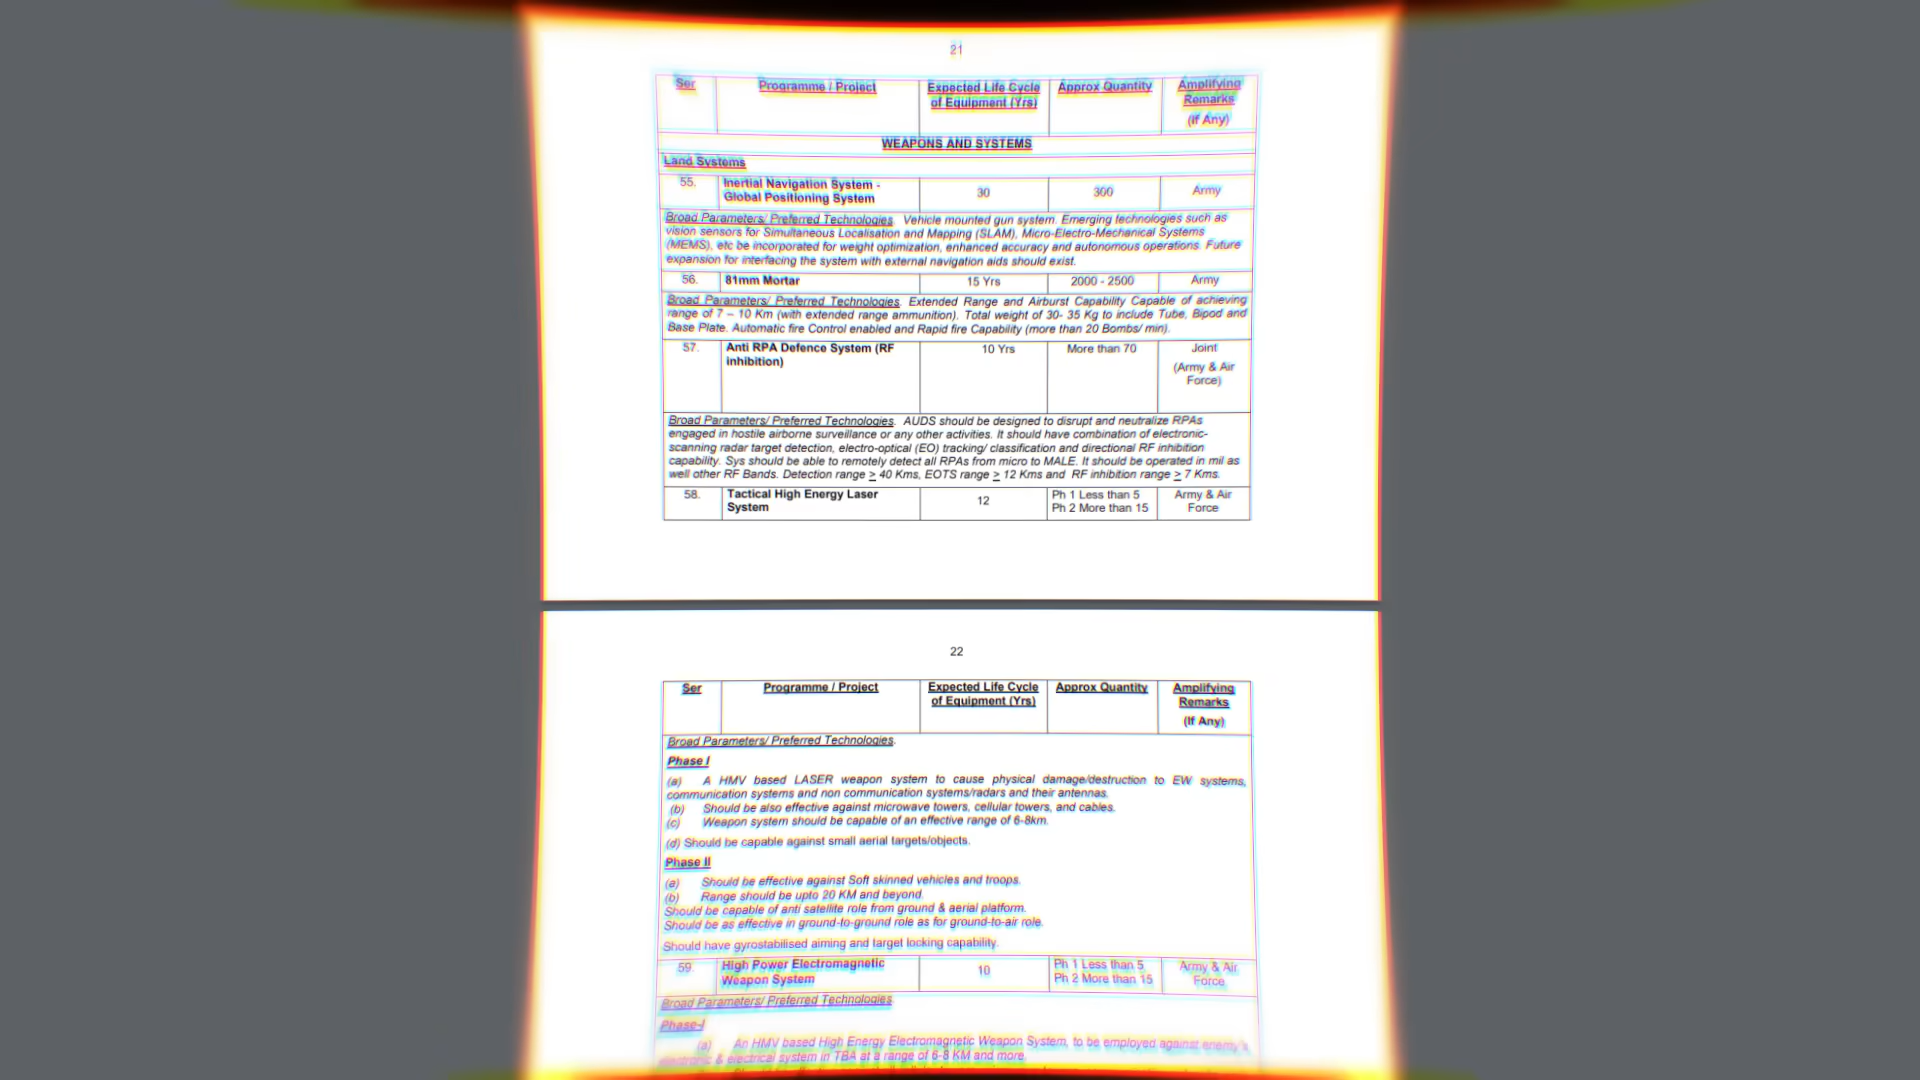 21
Ser Programme / Project Expected Life Cycle of Equipment (Yrs) Approx Quantity Amplifying Remarks (If Any)
WEAPONS AND SYSTEMS
Land Systems
55. Inertial Navigation System - Global Positioning System 30 300 Army
Broad Parameters/ Preferred Technologies. Vehicle mounted gun system. Emerging technologies such as
vision sensors for Simultaneous Localisation and Mapping (SLAM), Micro-Electro-Mechanical Systems
(MEMS), etc be incorporated for weight optimization, enhanced accuracy and autonomous operations. Future
expansion for interfacing the system with external navigation aids should exist.
56. 81mm Mortar 15 Yrs 2000 - 2500 Army
Broad Parameters/ Preferred Technologies. Extended Range and Airburst Capability Capable of achieving
range of 7 – 10 Km (with extended range ammunition). Total weight of 30- 35 Kg to include Tube, Bipod and
Base Plate. Automatic fire Control enabled and Rapid fire Capability (more than 20 Bombs/ min).
57. Anti RPA Defence System (RF inhibition) 10 Yrs More than 70 Joint (Army & Air Force)
Broad Parameters/ Preferred Technologies. AUDS should be designed to disrupt and neutralize RPAs
engaged in hostile airborne surveillance or any other activities. It should have combination of electronic-
scanning radar target detection, electro-optical (EO) tracking/ classification and directional RF inhibition
capability. Sys should be able to remotely detect all RPAs from micro to MALE. It should be operated in mil as
well other RF Bands. Detection range ≥ 40 Kms, EOTS range ≥ 12 Kms and RF inhibition range ≥ 7 Kms.
58. Tactical High Energy Laser System 12 Ph 1 Less than 5 Ph 2 More than 15 Army & Air Force
22
Ser Programme / Project Expected Life Cycle of Equipment (Yrs) Approx Quantity Amplifying Remarks (If Any)
Broad Parameters/ Preferred Technologies.
Phase I
(a) A HMV based LASER weapon system to cause physical damage/destruction to EW systems,
communication systems and non communication systems/radars and their antennas.
(b) Should be also effective against microwave towers, cellular towers, and cables.
(c) Weapon system should be capable of an effective range of 6-8km.
(d) Should be capable against small aerial targets/objects.
Phase II
(a) Should be effective against Soft skinned vehicles and troops.
(b) Range should be upto 20 KM and beyond.
Should be capable of anti satellite role from ground & aerial platform.
Should be as effective in ground-to-ground role as for ground-to-air role.
Should have gyrostabilised aiming and target locking capability.
59. High Power Electromagnetic Weapon System 10 Ph 1 Less than 5 Ph 2 More than 15 Army & Air Force
Broad Parameters/ Preferred Technologies.
Phase-I
(a) An HMV based High Energy Electromagnetic Weapon System, to be employed against enemy's
electronic & electrical system in TBA at a range of 6-8 KM and more.